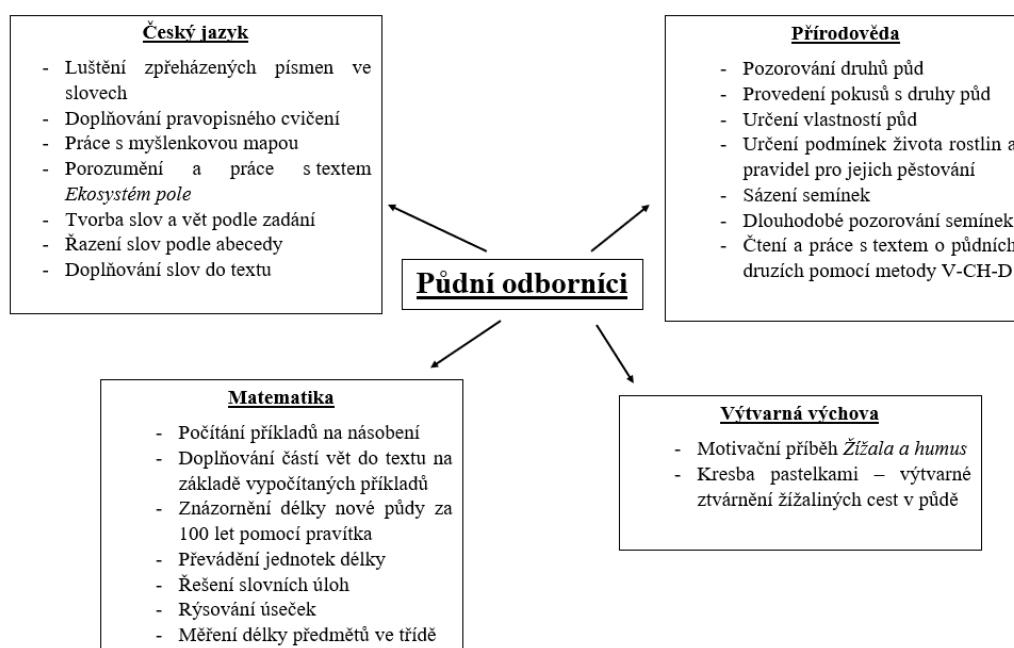 Český jazyk
- Luštění zpřeházených písmen ve
slovech
- Doplňování pravopisného cvičení
- Práce s myšlenkovou mapou
- Porozumění a práce s textem
Ekosystém pole
- Tvorba slov a vět podle zadání
- Řazení slov podle abecedy
- Doplňování slov do textu
Přírodověda
- Pozorování druhů půd
- Provedení pokusů s druhy půd
- Určení vlastností půd
- Určení podmínek života rostlin a
pravidel pro jejich pěstování
- Sázení semínek
- Dlouhodobé pozorování semínek
- Čtení a práce s textem o půdních
druzích pomocí metody V-CH-D
Půdní odborníci
Matematika
- Počítání příkladů na násobení
- Doplňování částí vět do textu na
základě vypočítaných příkladů
- Znázornění délky nové půdy za
100 let pomocí pravítka
- Převádění jednotek délky
- Řešení slovních úloh
- Rýsování úseček
- Měření délky předmětů ve třídě
Výtvarná výchova
- Motivační příběh Žížala a humus
- Kresba pastelkami – výtvarné
ztvárnění žížaliných cest v půdě